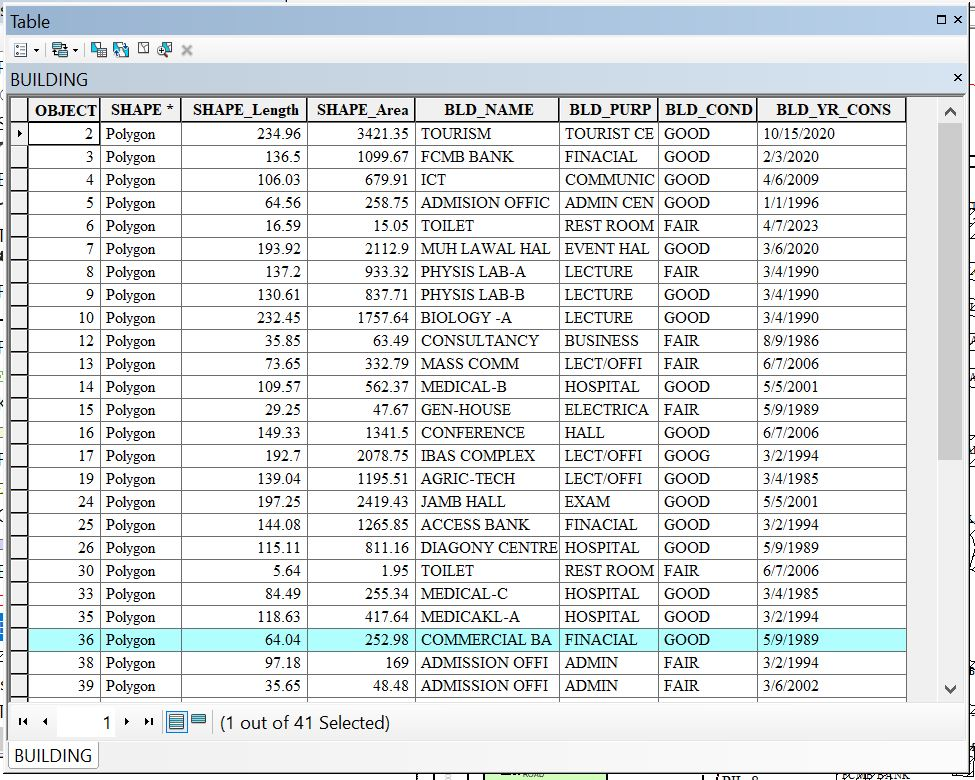 Table
BUILDING
OBJECT SHAPE * SHAPE_Length SHAPE_Area BLD_NAME BLD_PURP BLD_COND BLD_YR_CONS
2 Polygon 234.96 3421.35 TOURISM TOURIST CE GOOD 10/15/2020
3 Polygon 136.5 1099.67 FCMB BANK FINACIAL GOOD 2/3/2020
4 Polygon 106.03 679.91 ICT COMMUNIC GOOD 4/6/2009
5 Polygon 64.56 258.75 ADMISION OFFIC ADMIN CEN GOOD 1/1/1996
6 Polygon 16.59 15.05 TOILET REST ROOM FAIR 4/7/2023
7 Polygon 193.92 2112.9 MUH LAWAL HAL EVENT HAL GOOD 3/6/2020
8 Polygon 137.2 933.32 PHYSIS LAB-A LECTURE FAIR 3/4/1990
9 Polygon 130.61 837.71 PHYSIS LAB-B LECTURE GOOD 3/4/1990
10 Polygon 232.45 1757.64 BIOLOGY -A LECTURE GOOD 3/4/1990
12 Polygon 35.85 63.49 CONSULTANCY BUSINESS FAIR 8/9/1986
13 Polygon 73.65 332.79 MASS COMM LECT/OFFI FAIR 6/7/2006
14 Polygon 109.57 562.37 MEDICAL-B HOSPITAL GOOD 5/5/2001
15 Polygon 29.25 47.67 GEN-HOUSE ELECTRICA FAIR 5/9/1989
16 Polygon 149.33 1341.5 CONFERENCE HALL GOOD 6/7/2006
17 Polygon 192.7 2078.75 IBAS COMPLEX LECT/OFFI GOOG 3/2/1994
19 Polygon 139.04 1195.51 AGRIC-TECH LECT/OFFI GOOD 3/4/1985
24 Polygon 197.25 2419.43 JAMB HALL EXAM GOOD 5/5/2001
25 Polygon 144.08 1265.85 ACCESS BANK FINACIAL GOOD 3/2/1994
26 Polygon 115.11 811.16 DIAGONY CENTRE HOSPITAL GOOD 5/9/1989
30 Polygon 5.64 1.95 TOILET REST ROOM FAIR 6/7/2006
33 Polygon 84.49 255.34 MEDICAL-C HOSPITAL GOOD 3/4/1985
35 Polygon 118.63 417.64 MEDICAKL-A HOSPITAL GOOD 3/2/1994
36 Polygon 64.04 252.98 COMMERCIAL BA FINACIAL GOOD 5/9/1989
38 Polygon 97.18 169 ADMISSION OFFI ADMIN FAIR 3/2/1994
39 Polygon 35.65 48.48 ADMISSION OFFI ADMIN FAIR 3/6/2002
1 (1 out of 41 Selected)
BUILDING